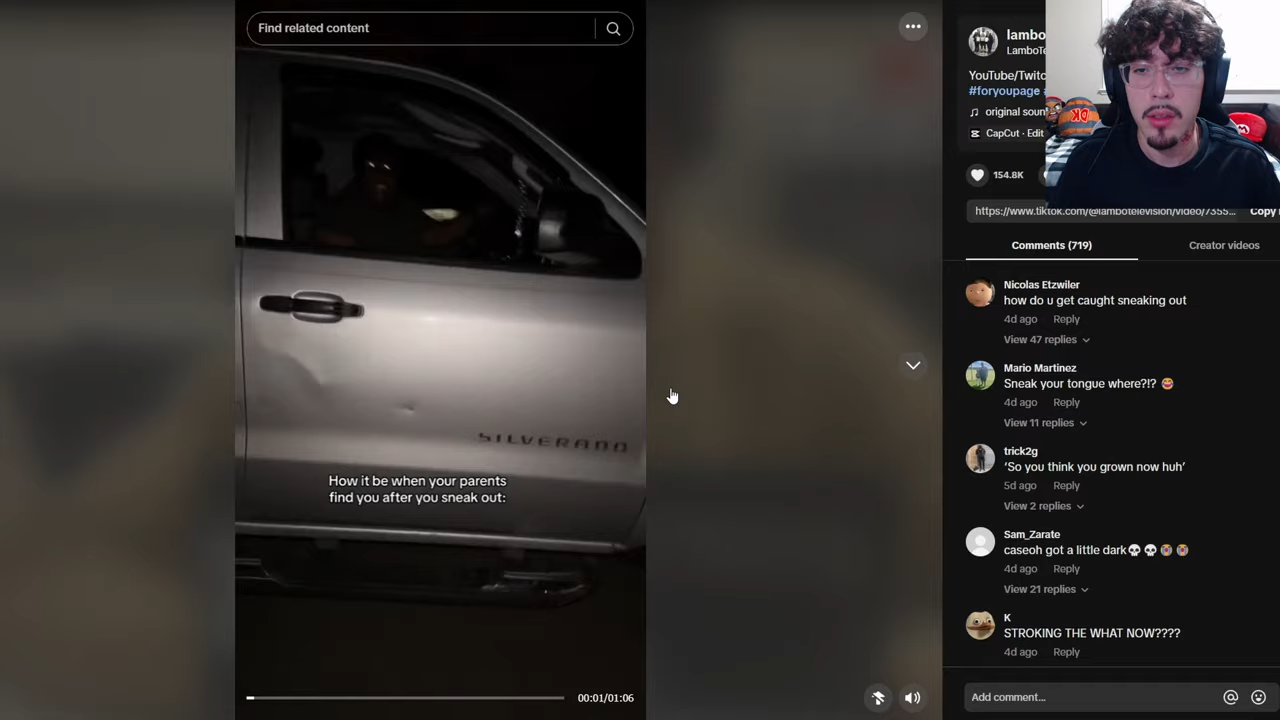 Find related content
SILVERADO
How it be when your parents
find you after you sneak out:
00:01/01:06
lambo
LamboTe
YouTube/Twitc
#foryoupage
original soun
CapCut · Edit
DK
154.8K
https://www.tiktok.com/@lambotelevision/video/7355...
Copy
Comments (719)
Creator videos
Nicolas Etzwiler
how do u get caught sneaking out
4d ago Reply
View 47 replies
Mario Martinez
Sneak your tongue where?!? 😂
4d ago Reply
View 11 replies
trick2g
‘So you think you grown now huh’
5d ago Reply
View 2 replies
Sam_Zarate
caseoh got a little dark💀💀😭😭
4d ago Reply
View 21 replies
K
STROKING THE WHAT NOW????
4d ago Reply
Add comment...